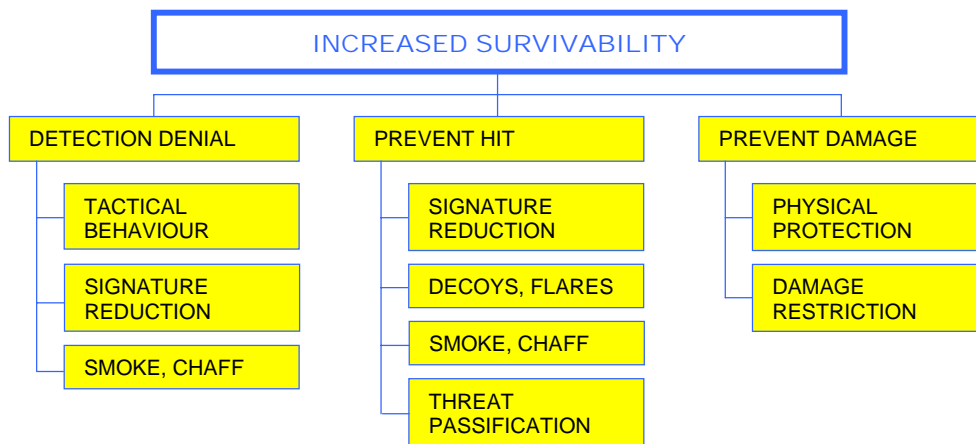 INCREASED SURVIVABILITY
DETECTION DENIAL
TACTICAL
BEHAVIOUR
SIGNATURE
REDUCTION
SMOKE, CHAFF
PREVENT HIT
SIGNATURE
REDUCTION
DECOYS, FLARES
SMOKE, CHAFF
THREAT
PASSIFICATION
PREVENT DAMAGE
PHYSICAL
PROTECTION
DAMAGE
RESTRICTION